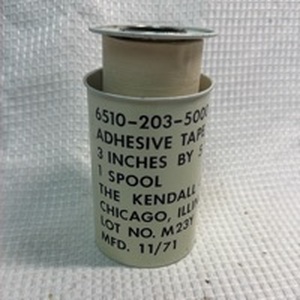 6510-203-5000
ADHESIVE TAPE
3 INCHES BY 5
1 SPOOL
THE KENDALL
CHICAGO, ILLIN
LOT NO. M23Y
MFD. 11/71